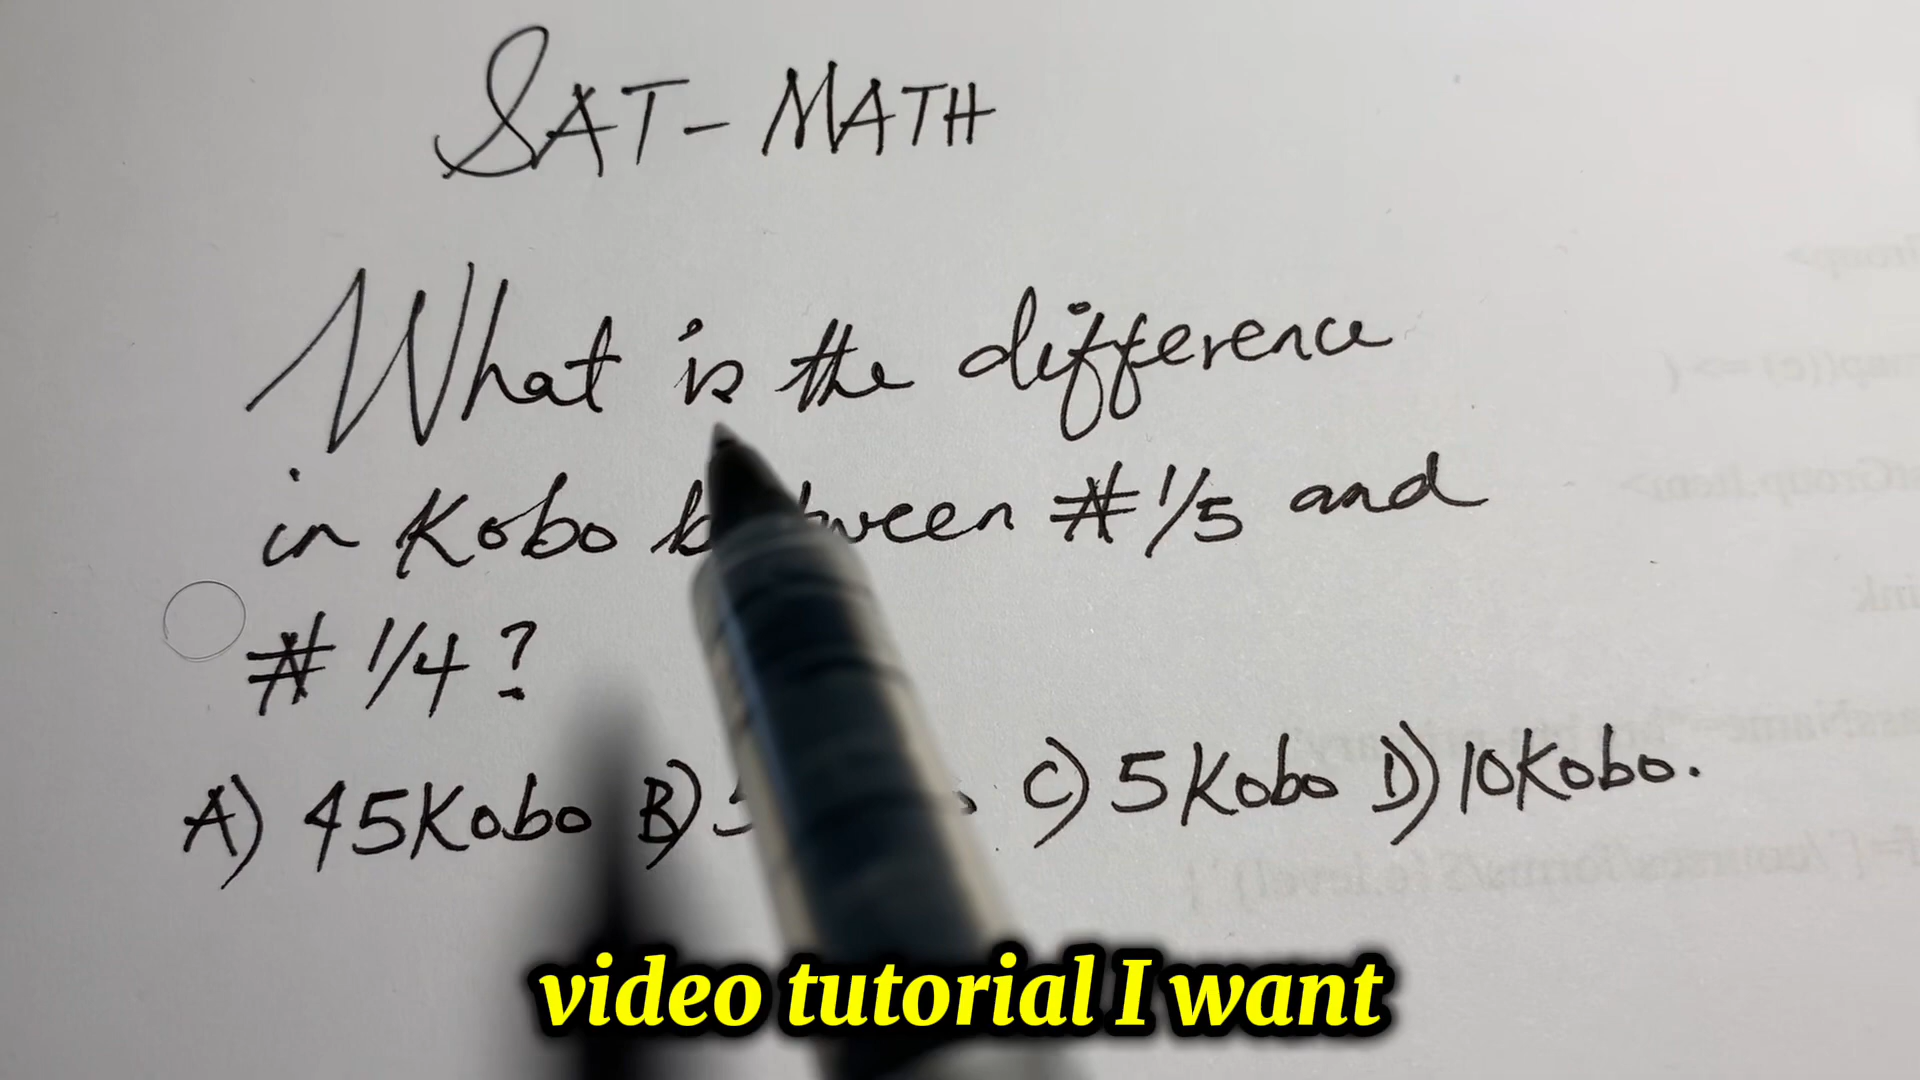 SAT-MATH
What is the difference
in Kobo between ₦ 1/5 and
₦ 1/4 ?
A) 45Kobo B) C) 5Kobo D) 10Kobo.
video tutorial I want